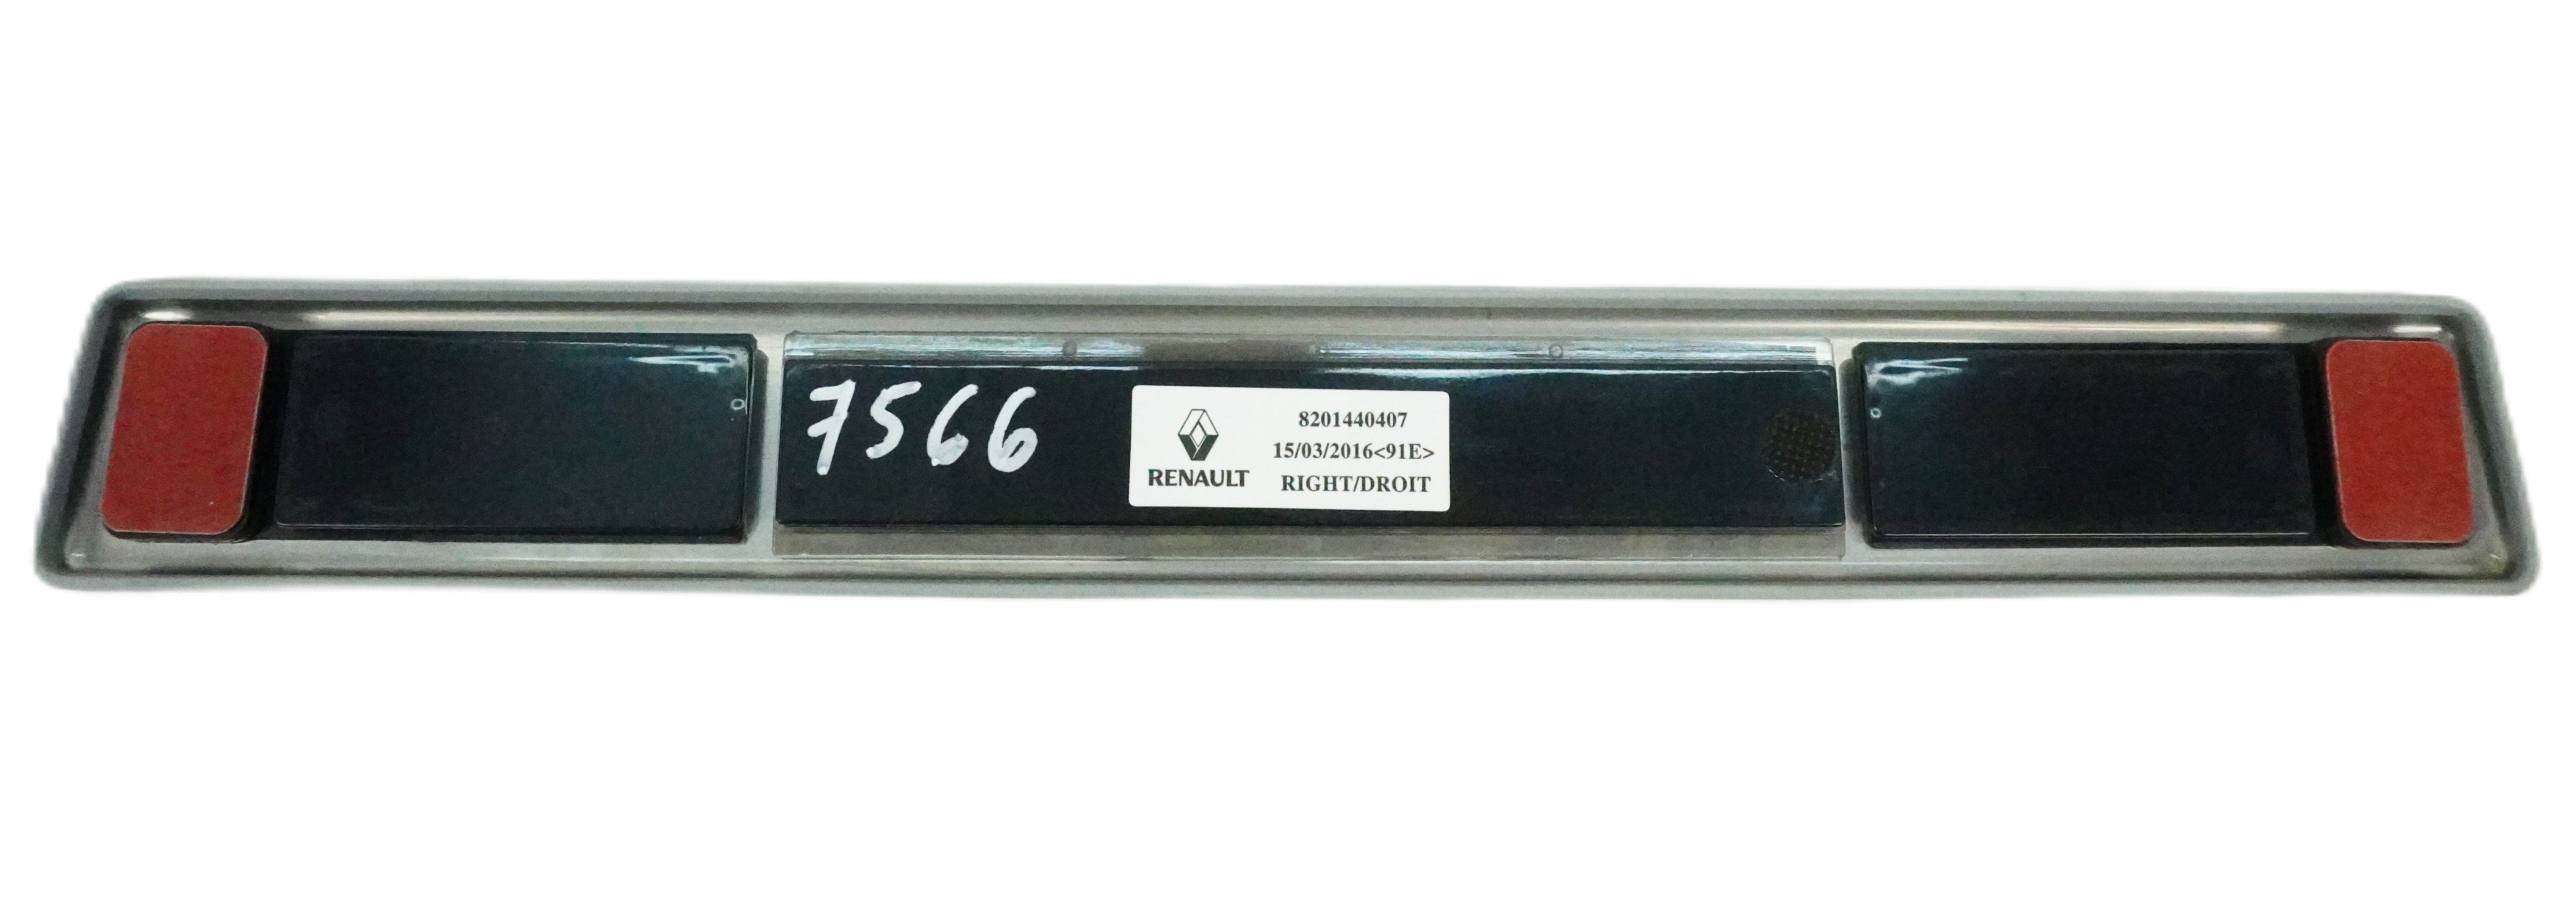 7566
8201440407
15/03/2016<91E>
RENAULT
RIGHT/DROIT